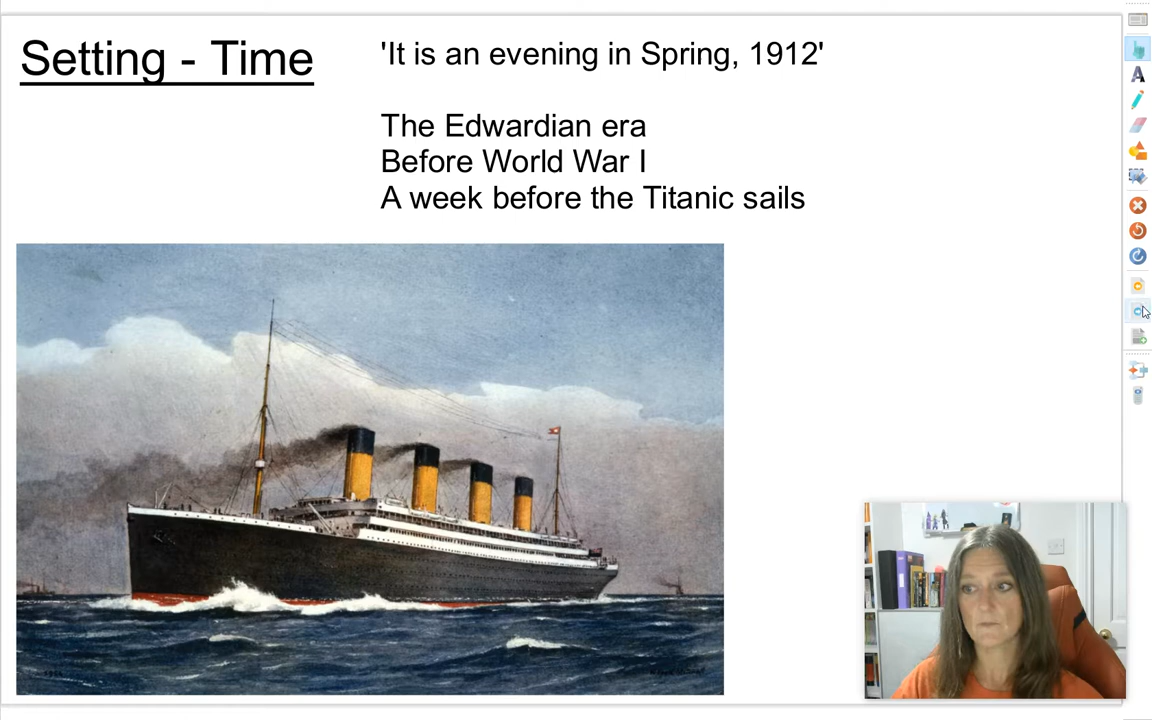 Setting - Time
'It is an evening in Spring, 1912'
The Edwardian era
Before World War I
A week before the Titanic sails